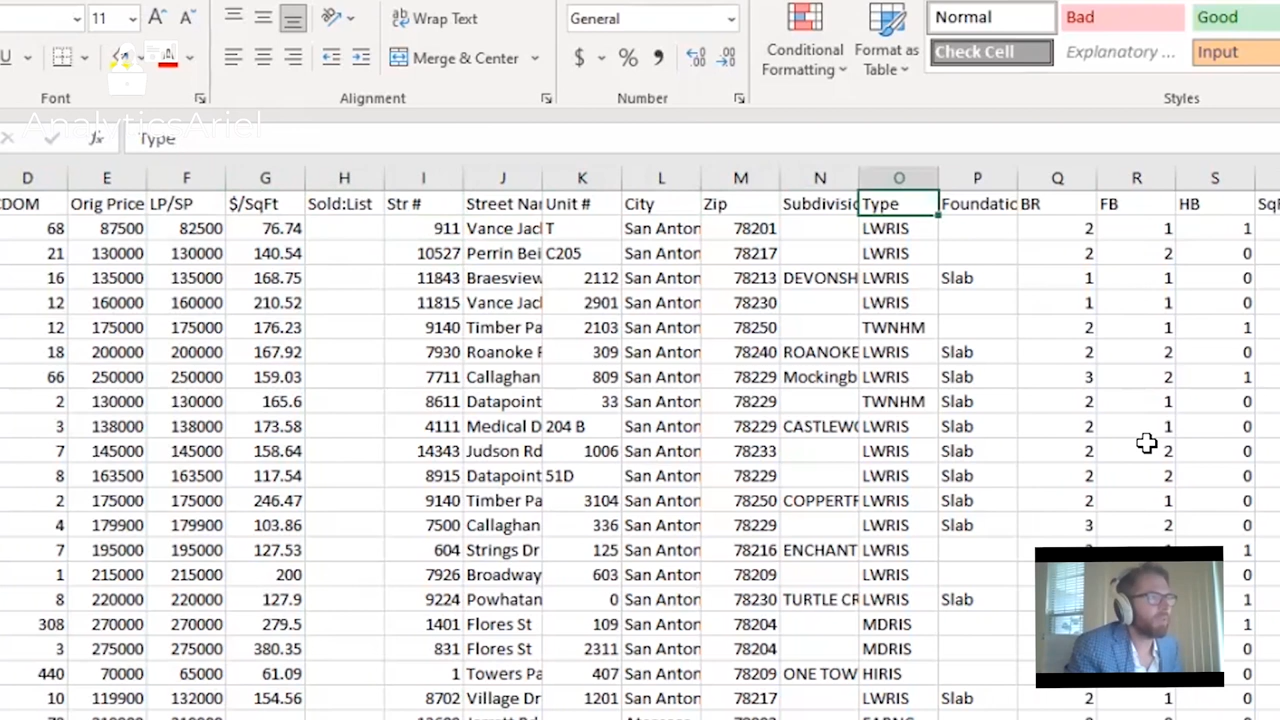 11 A A Wrap Text General Normal Bad Good
U Merge & Center $ % , Conditional Formatting Format as Table Check Cell Explanatory ... Input
Font Alignment Number Styles
AnalyticsAriel
fx Type
D E F G H I J K L M N O P Q R S
CDOM Orig Price LP/SP $/SqFt Sold:List Str # Street Nar Unit # City Zip Subdivisic Type Foundatic BR FB HB SqF
68 87500 82500 76.74 911 Vance Jac T San Anton 78201 LWRIS 2 1 1
21 130000 130000 140.54 10527 Perrin Bei C205 San Anton 78217 LWRIS 2 2 0
16 135000 135000 168.75 11843 Braesview 2112 San Anton 78213 DEVONSH LWRIS Slab 1 1 0
12 160000 160000 210.52 11815 Vance Jac 2901 San Anton 78230 LWRIS 1 1 0
12 175000 175000 176.23 9140 Timber Pa 2103 San Anton 78250 TWNHM 2 1 1
18 200000 200000 167.92 7930 Roanoke F 309 San Anton 78240 ROANOKE LWRIS Slab 2 2 0
66 250000 250000 159.03 7711 Callaghan 809 San Anton 78229 Mockingb LWRIS Slab 3 2 1
2 130000 130000 165.6 8611 Datapoint 33 San Anton 78229 TWNHM Slab 2 1 0
3 138000 138000 173.58 4111 Medical D 204 B San Anton 78229 CASTLEWC LWRIS Slab 2 1 0
7 145000 145000 158.64 14343 Judson Rd 1006 San Anton 78233 LWRIS Slab 2 2 0
8 163500 163500 117.54 8915 Datapoint 51D San Anton 78229 LWRIS Slab 2 2 0
2 175000 175000 246.47 9140 Timber Pa 3104 San Anton 78250 COPPERTF LWRIS Slab 2 1 0
4 179900 179900 103.86 7500 Callaghan 336 San Anton 78229 LWRIS Slab 3 2 0
7 195000 195000 127.53 604 Strings Dr 125 San Anton 78216 ENCHANT LWRIS 1
1 215000 215000 200 7926 Broadway 603 San Anton 78209 LWRIS 0
8 220000 220000 127.9 9224 Powhatan 0 San Anton 78230 TURTLE CR LWRIS Slab 1
308 270000 270000 279.5 1401 Flores St 109 San Anton 78204 MDRIS 1
3 275000 275000 380.35 831 Flores St 2311 San Anton 78204 MDRIS 0
440 70000 65000 61.09 1 Towers Pa 407 San Anton 78209 ONE TOW HIRIS 0
10 119900 132000 154.56 8702 Village Dr 1201 San Anton 78217 LWRIS Slab 2 1 0